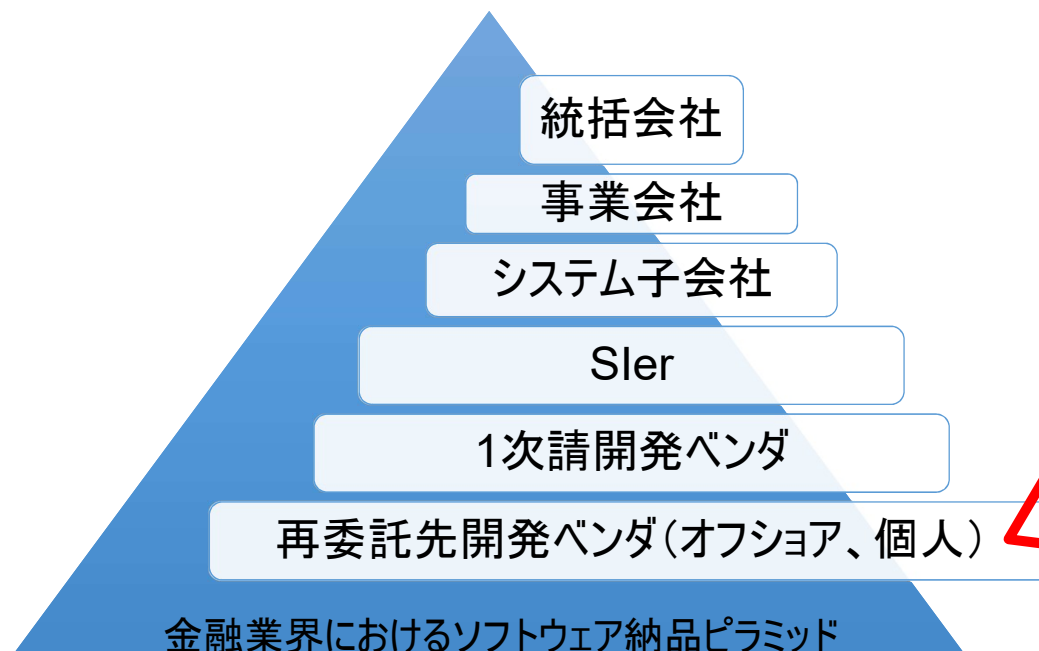 統括会社
事業会社
システム子会社
SIer
1次請開発ベンダ
再委託先開発ベンダ(オフショア、個人)
金融業界におけるソフトウェア納品ピラミッド